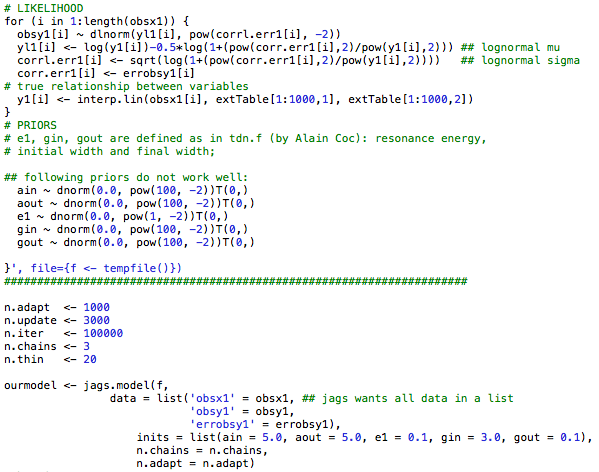 # LIKELIHOOD
for (i in 1:length(obsx1)) {
  obsy1[i] ~ dlnorm(yl1[i], pow(corrl.err1[i], -2))
  yl1[i] <- log(y1[i])-0.5*log(1+(pow(corr.err1[i],2)/pow(y1[i],2))) ## lognormal mu
  corrl.err1[i] <- sqrt(log(1+(pow(corr.err1[i],2)/pow(y1[i],2))))   ## lognormal sigma
  corr.err1[i] <- errobsy1[i]
# true relationship between variables
  y1[i] <- interp.lin(obsx1[i], extTable[1:1000,1], extTable[1:1000,2])
}
# PRIORS
# e1, gin, gout are defined as in tdn.f (by Alain Coc): resonance energy,
# initial width and final width;
## following priors do not work well:
  ain ~ dnorm(0.0, pow(100, -2))T(0,)
  aout ~ dnorm(0.0, pow(100, -2))T(0,)
  e1 ~ dnorm(0.0, pow(1, -2))T(0,)
  gin ~ dnorm(0.0, pow(100, -2))T(0,)
  gout ~ dnorm(0.0, pow(100, -2))T(0,)
}', file={f <- tempfile()})
######################################################################
n.adapt  <- 1000
n.update <- 3000
n.iter   <- 100000
n.chains <- 3
n.thin   <- 20
ourmodel <- jags.model(f,
                data = list('obsx1' = obsx1, ## jags wants all data in a list
                            'obsy1' = obsy1,
                            'errobsy1' = errobsy1),
                    inits = list(ain = 5.0, aout = 5.0, e1 = 0.1, gin = 3.0, gout = 0.1),
                    n.chains = n.chains,
                    n.adapt = n.adapt)